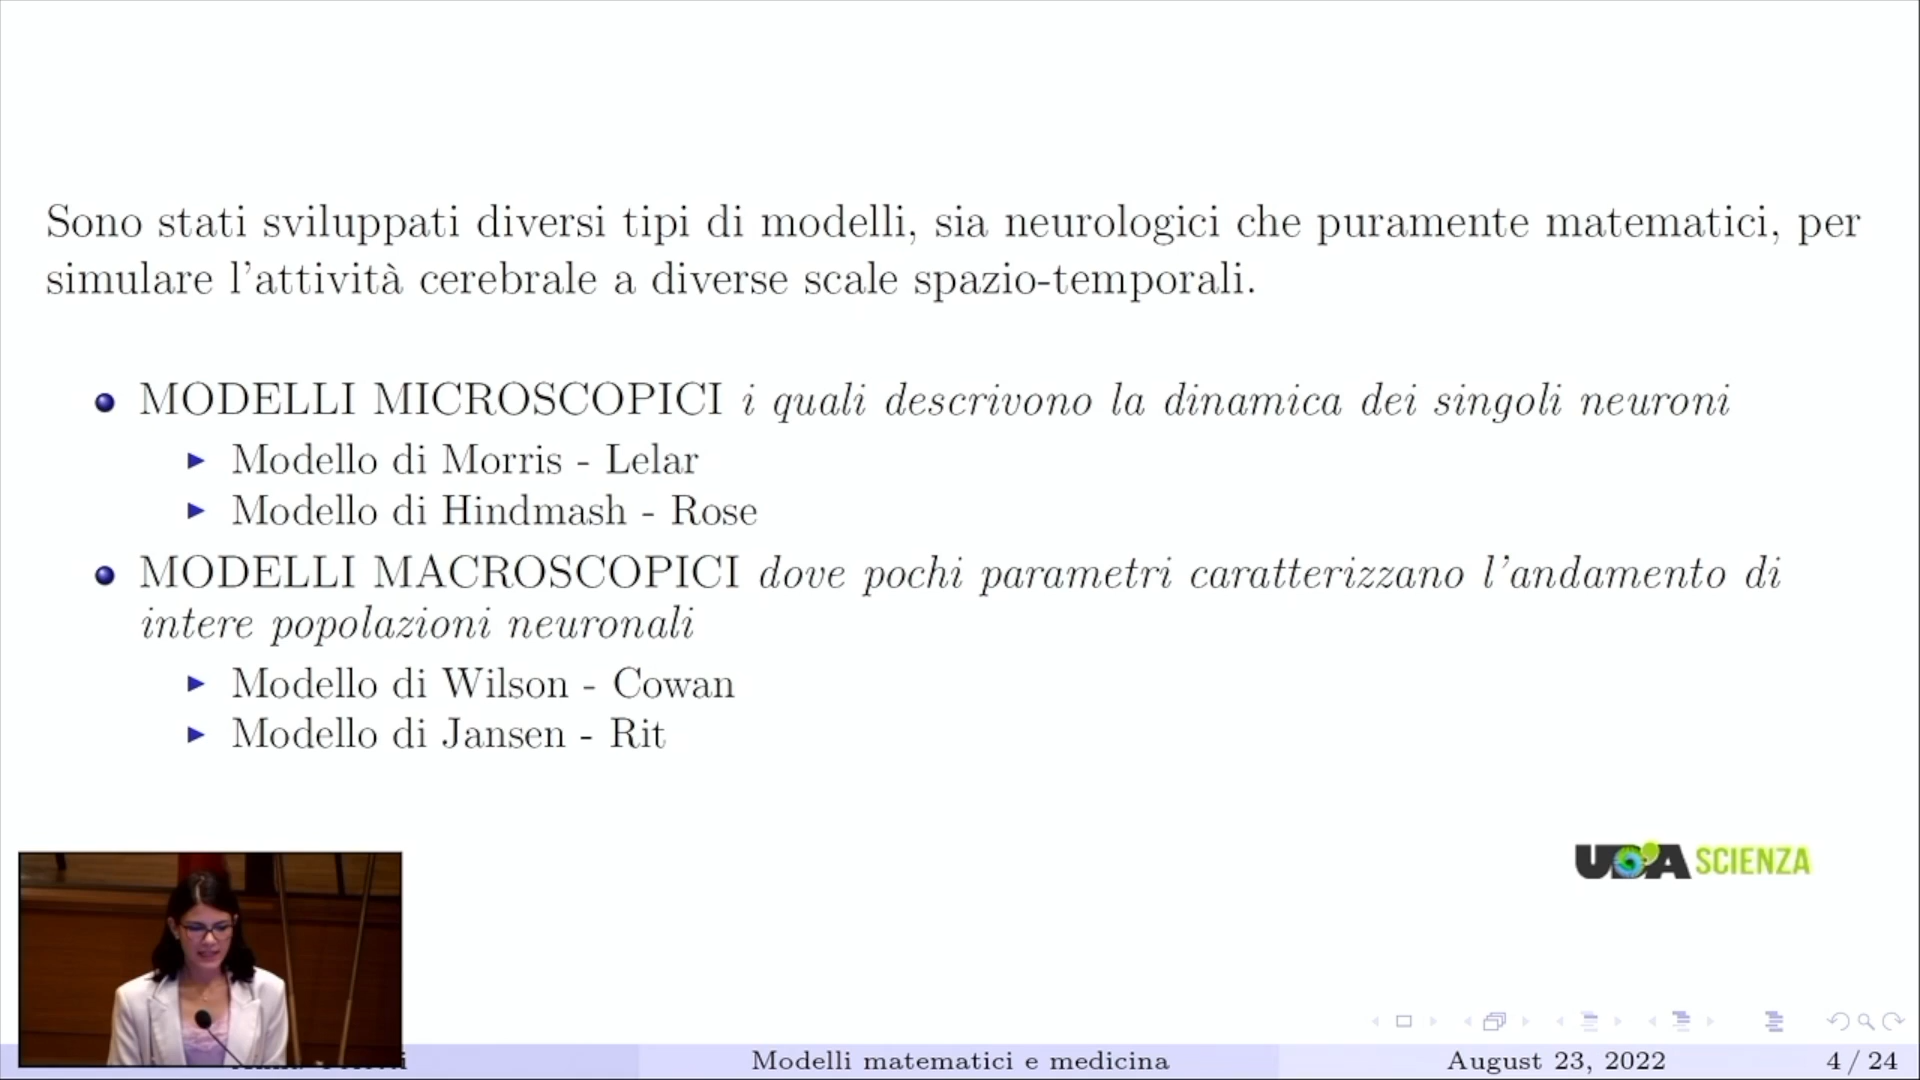 Sono stati sviluppati diversi tipi di modelli, sia neurologici che puramente matematici, per
simulare l'attività cerebrale a diverse scale spazio-temporali.
MODELLI MICROSCOPICI i quali descrivono la dinamica dei singoli neuroni
Modello di Morris - Lelar
Modello di Hindmash - Rose
MODELLI MACROSCOPICI dove pochi parametri caratterizzano l'andamento di
intere popolazioni neuronali
Modello di Wilson - Cowan
Modello di Jansen - Rit
UDA SCIENZA
Modelli matematici e medicina
August 23, 2022
4 / 24